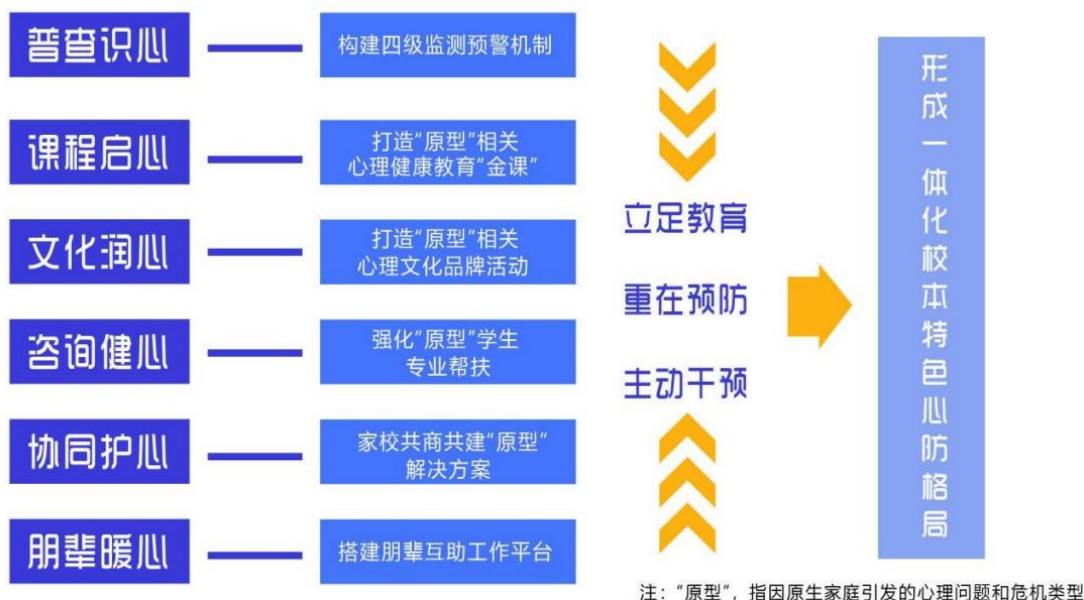 普查识心
构建四级监测预警机制
课程启心
打造“原型”相关
心理健康教育“金课”
文化润心
打造“原型”相关
心理文化品牌活动
咨询健心
强化“原型”学生
专业帮扶
协同护心
家校共商共建“原型”
解决方案
朋辈暖心
搭建朋辈互助工作平台
立足教育
重在预防
主动干预
形成一体化校本特色心防格局
注:“原型”,指因原生家庭引发的心理问题和危机类型